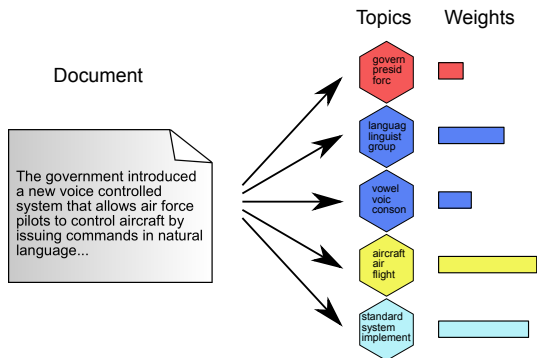 Topics
Weights
Document
The government introduced
a new voice controlled
system that allows air force
pilots to control aircraft by
issuing commands in natural
language...
govern
presid
forc
languag
linguist
group
vowel
voic
conson
aircraft
air
flight
standard
system
implement